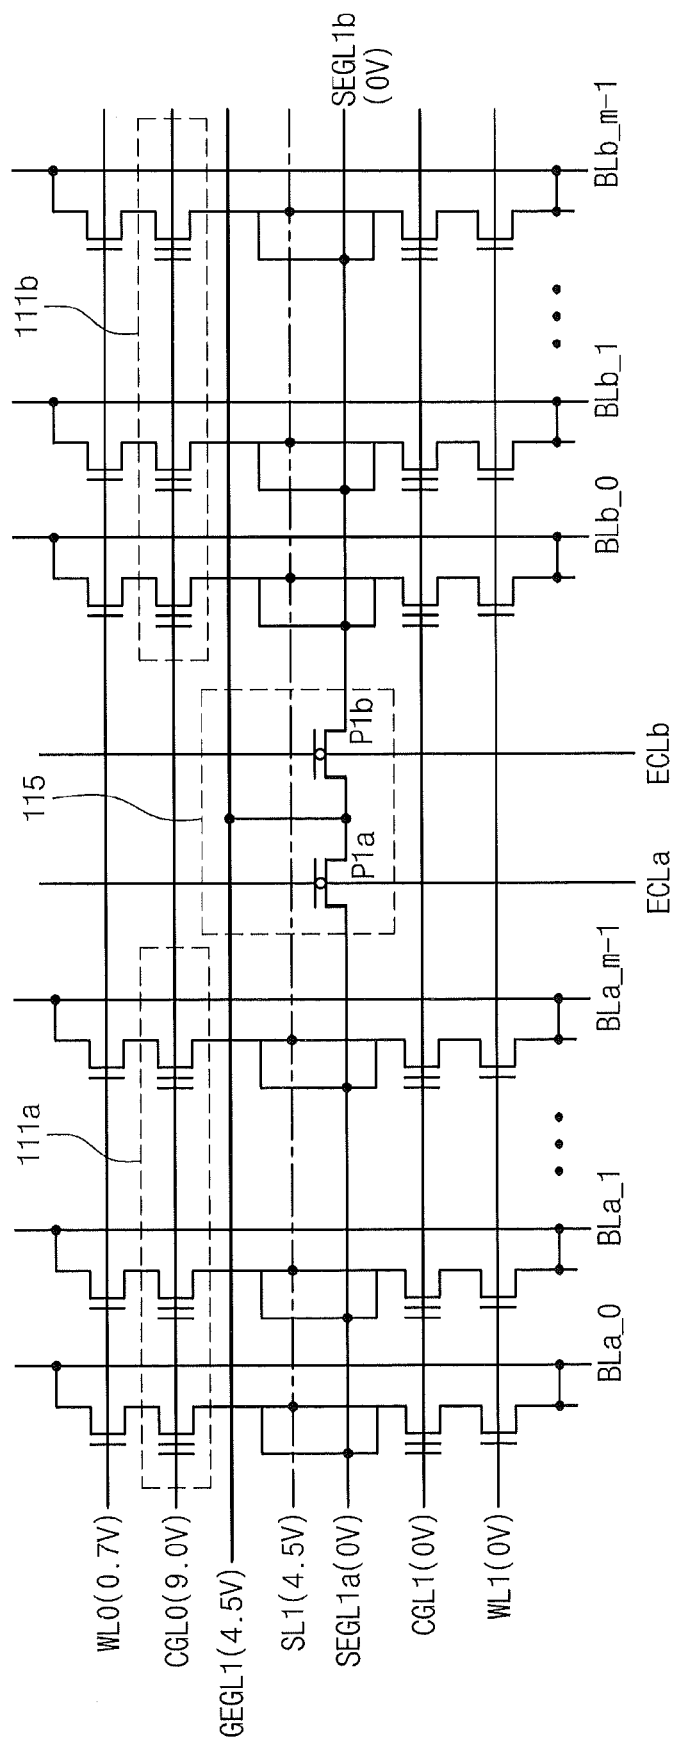 111a
115
111b
WL0(0.7V)
CGL0(9.0V)
GEGL1(4.5V)
SL1(4.5V)
SEGL1a(0V)
CGL1(0V)
WL1(0V)
SEGL1b
(0V)
P1a
P1b
BLa_0
BLa_1
BLa_m-1
ECLa
ECLb
BLb_0
BLb_1
BLb_m-1